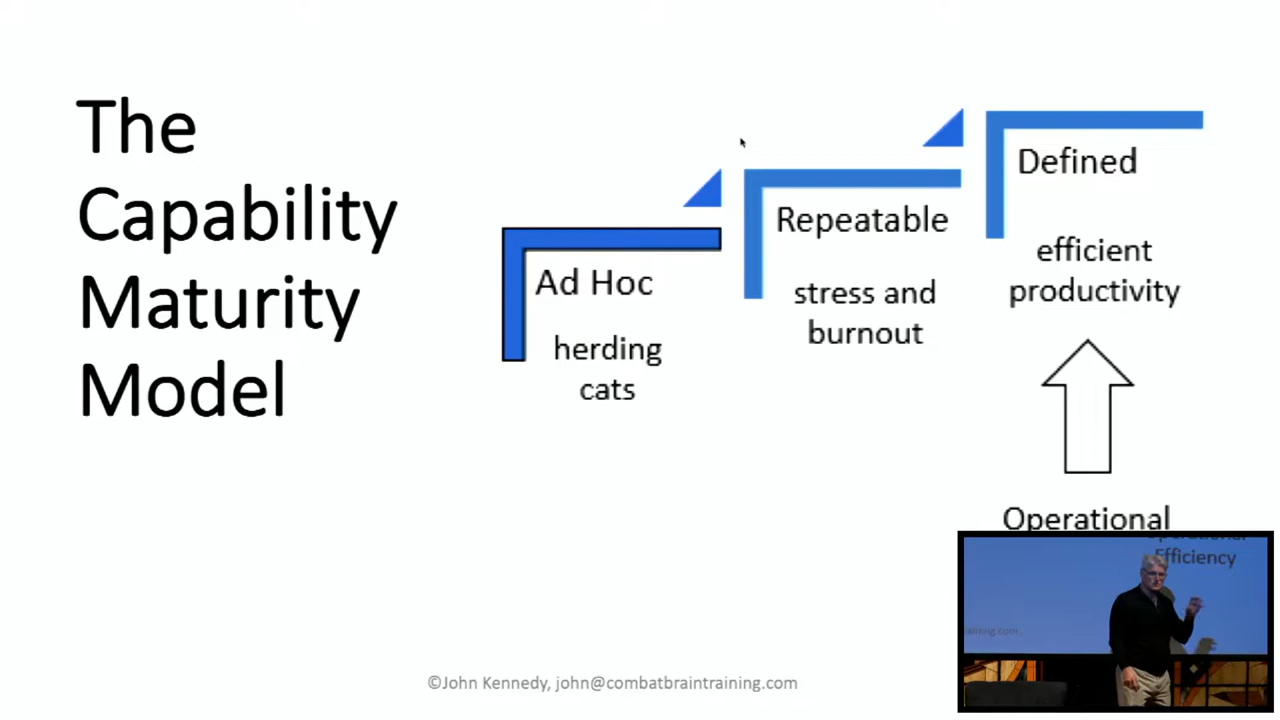 The
Capability
Maturity
Model
Ad Hoc
herding
cats
Repeatable
stress and
burnout
Defined
efficient
productivity
Operational
Efficiency
©John Kennedy, john@combatbraintraining.com